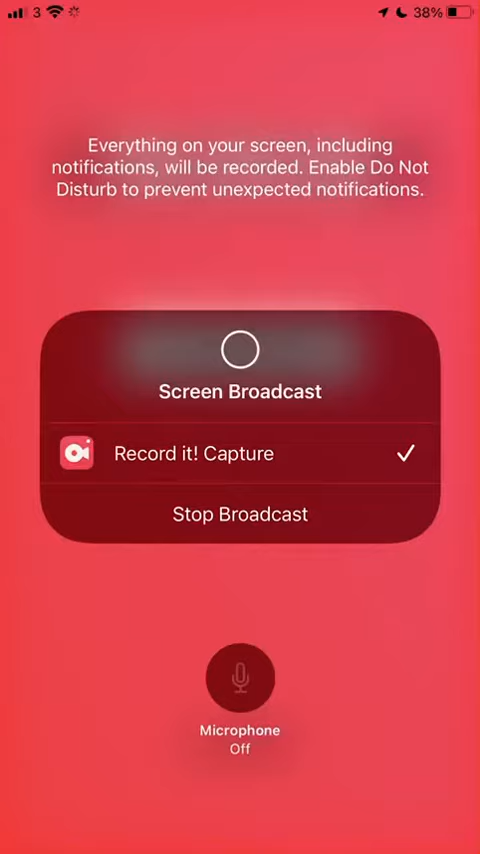 3
38%
Everything on your screen, including
notifications, will be recorded. Enable Do Not
Disturb to prevent unexpected notifications.
Screen Broadcast
Record it! Capture
Stop Broadcast
Microphone
Off